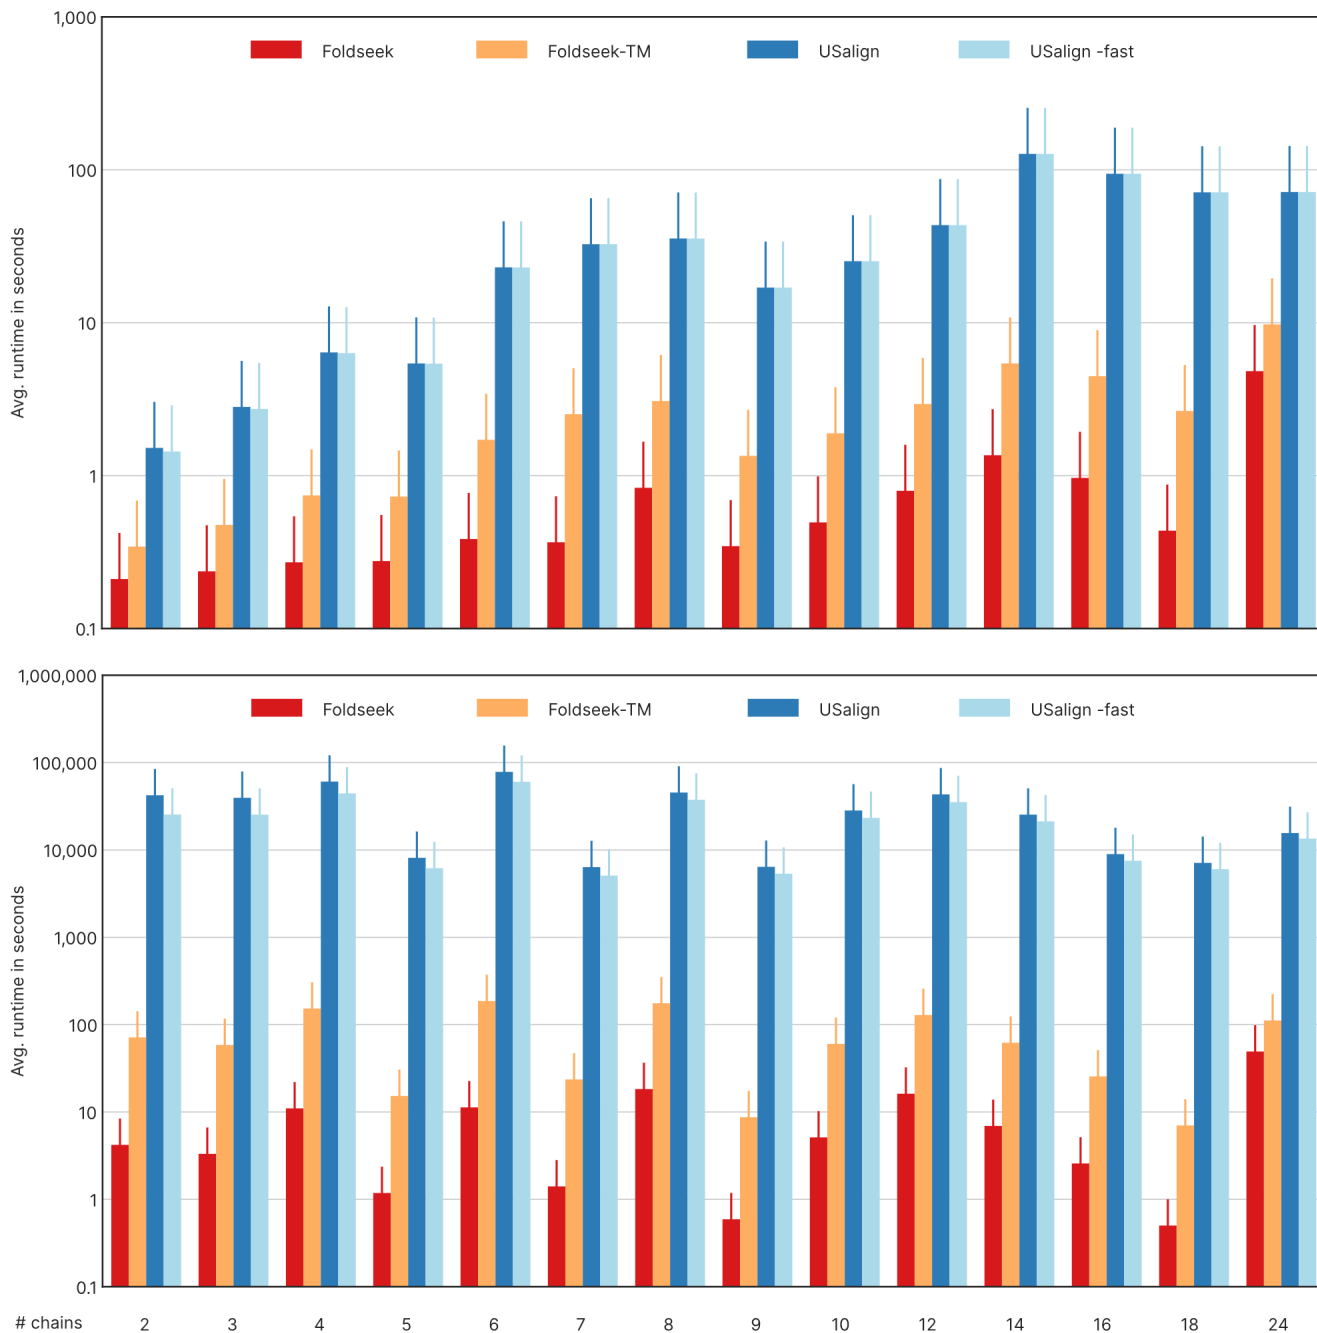 1,000
Foldseek Foldseek-TM USalign USalign -fast
100
Avg. runtime in seconds
10
1
0.1
1,000,000
Foldseek Foldseek-TM USalign USalign -fast
100,000
10,000
Avg. runtime in seconds
1,000
100
10
1
0.1
# chains 2 3 4 5 6 7 8 9 10 12 14 16 18 24